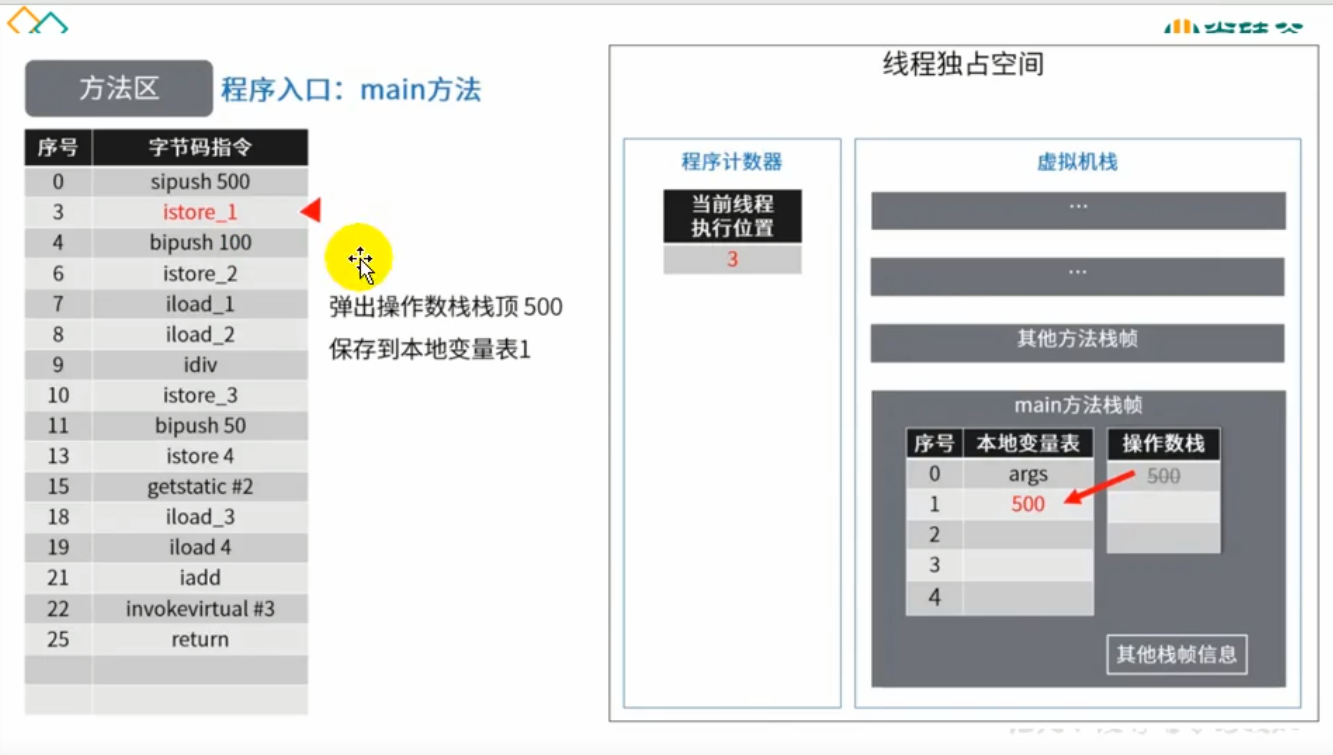 方法区 程序入口：main方法
序号 字节码指令
0 sipush 500
3 istore_1
4 bipush 100
6 istore_2
7 iload_1
8 iload_2
9 idiv
10 istore_3
11 bipush 50
13 istore 4
15 getstatic #2
18 iload_3
19 iload 4
21 iadd
22 invokevirtual #3
25 return
弹出操作数栈栈顶 500
保存到本地变量表1
线程独占空间
程序计数器
当前线程
执行位置
3
虚拟机栈
...
...
其他方法栈帧
main方法栈帧
序号 本地变量表 操作数栈
0 args 500
1 500
2
3
4
其他栈帧信息